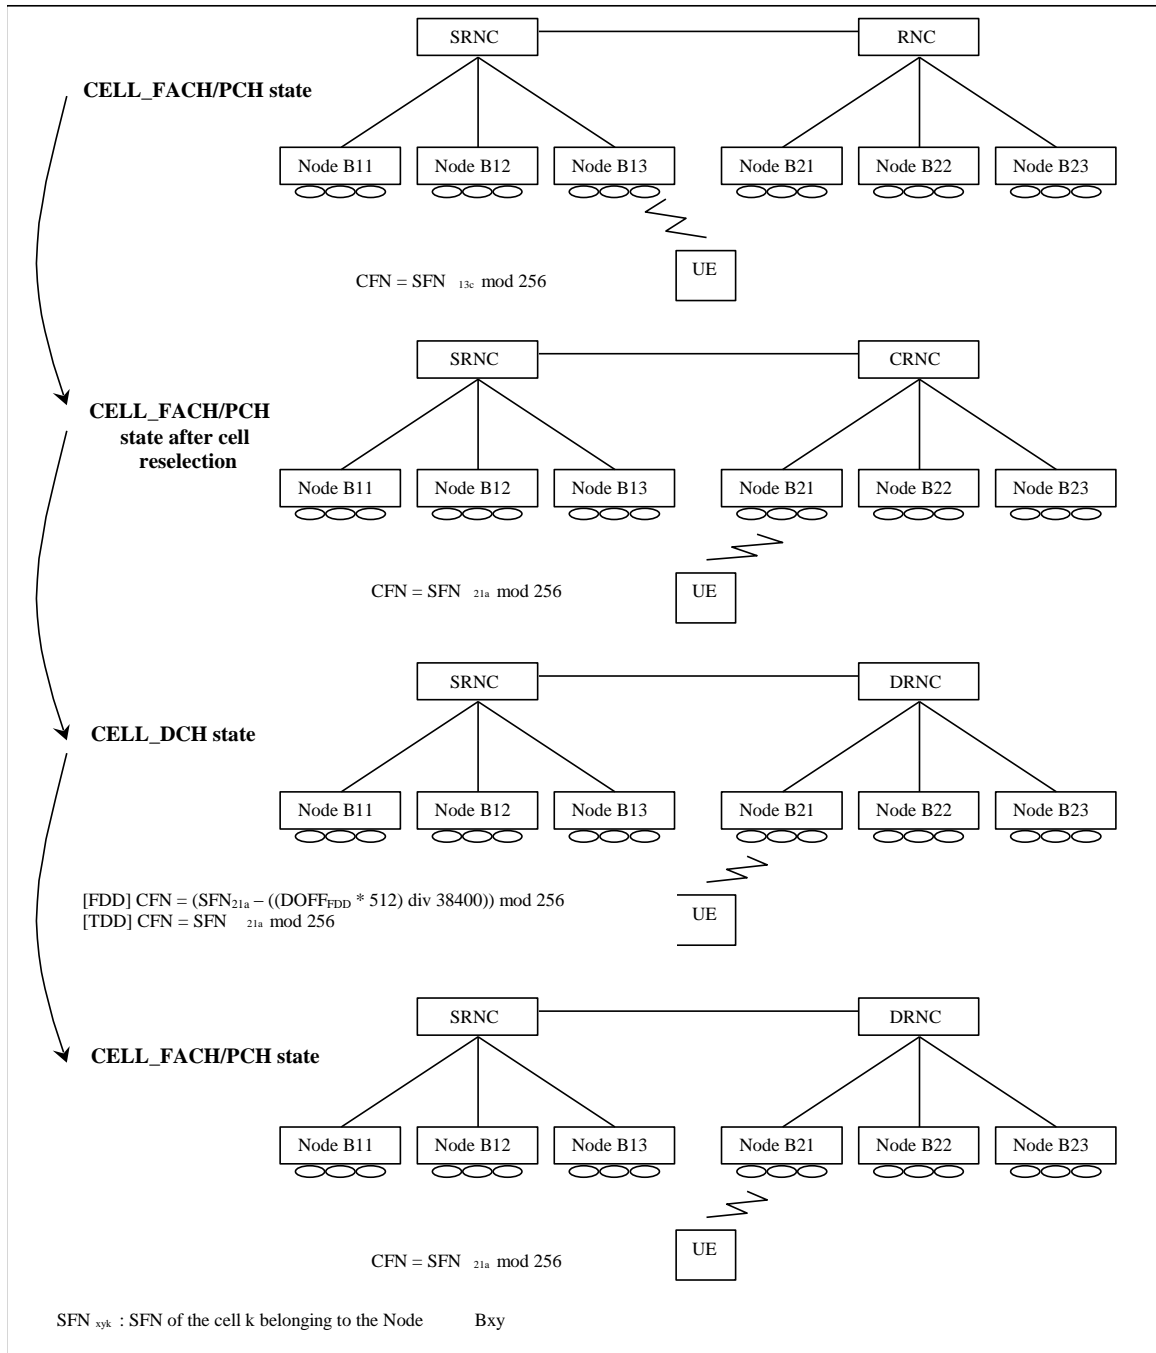 SRNC RNC
CELL_FACH/PCH state
Node B11 Node B12 Node B13 Node B21 Node B22 Node B23
UE
CFN = SFN 13c mod 256
SRNC CRNC
CELL_FACH/PCH
state after cell
reselection
Node B11 Node B12 Node B13 Node B21 Node B22 Node B23
CFN = SFN 21a mod 256 UE
SRNC DRNC
CELL_DCH state
Node B11 Node B12 Node B13 Node B21 Node B22 Node B23
[FDD] CFN = (SFN21a – ((DOFFFDD * 512) div 38400)) mod 256
UE
[TDD] CFN = SFN 21a mod 256
SRNC DRNC
CELL_FACH/PCH state
Node B11 Node B12 Node B13 Node B21 Node B22 Node B23
UE
CFN = SFN 21a mod 256
SFN xyk : SFN of the cell k belonging to the Node Bxy